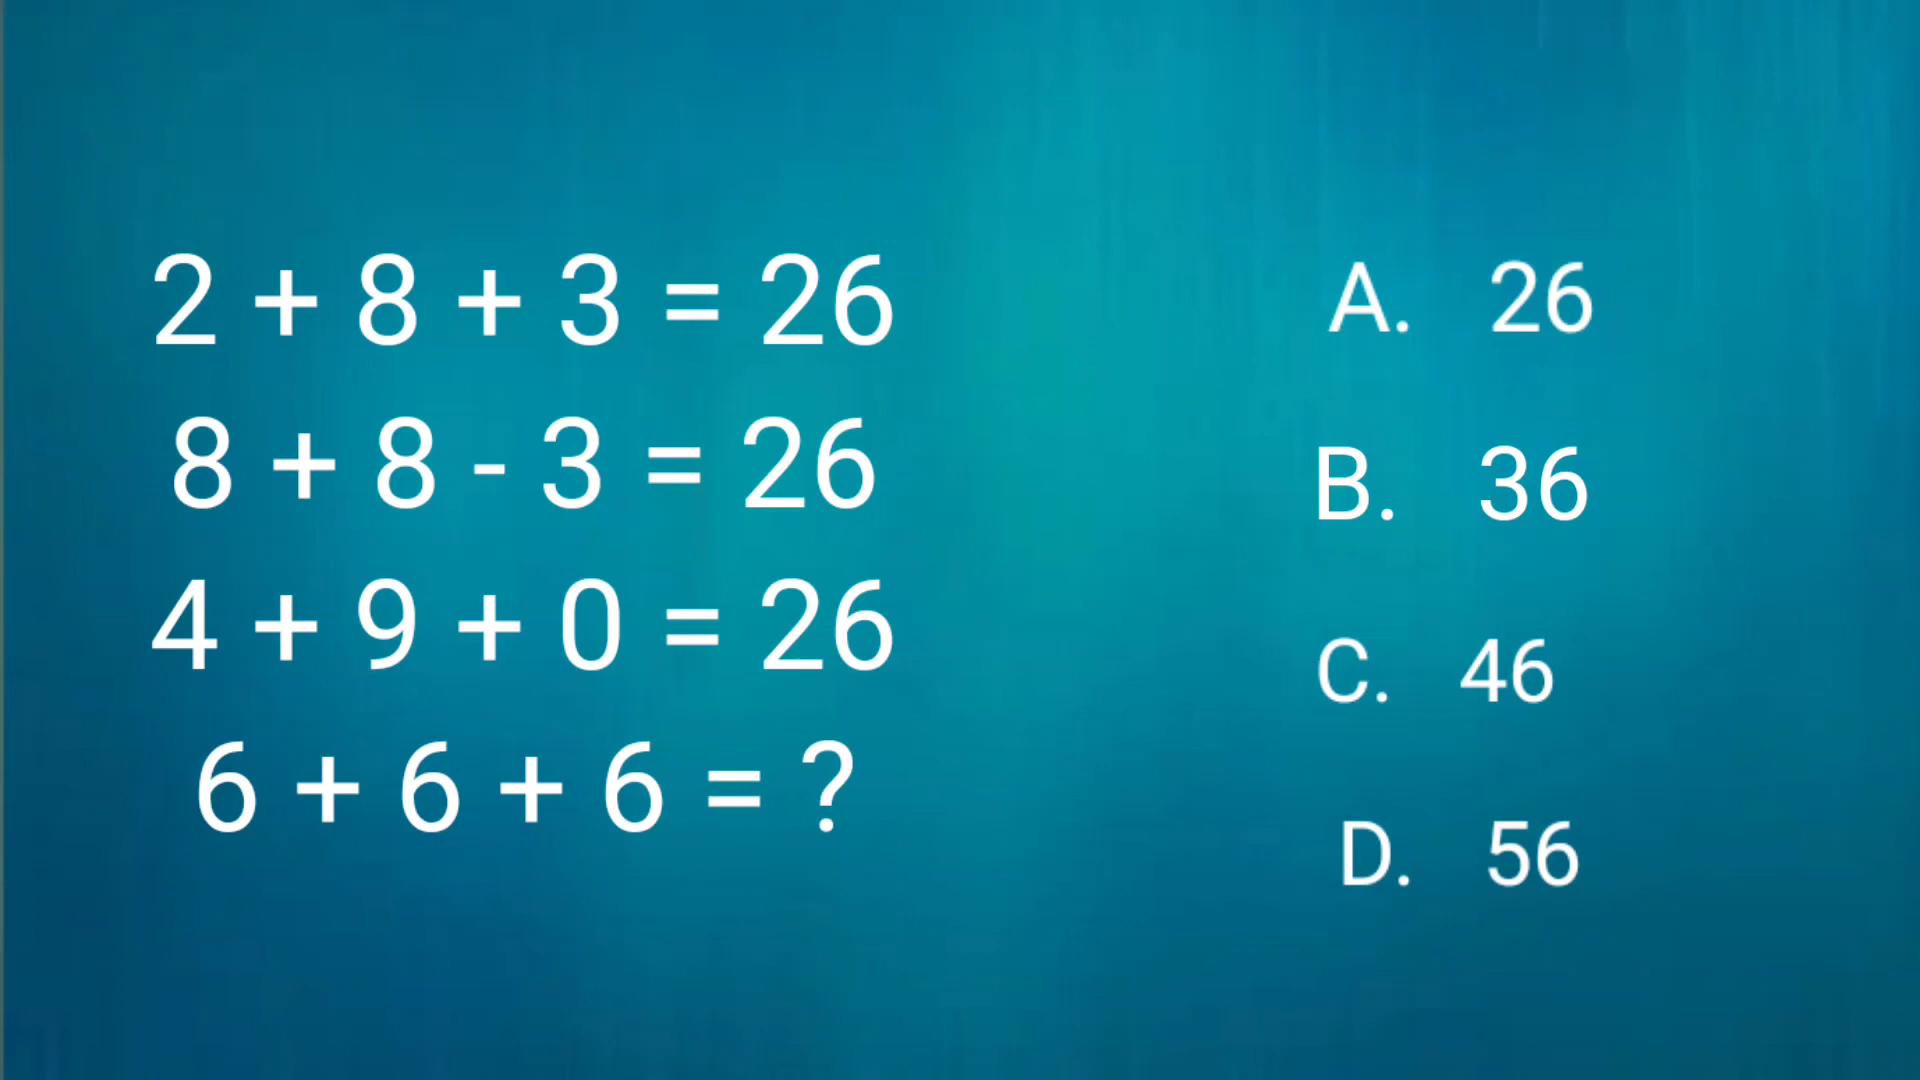 2 + 8 + 3 = 26
8 + 8 - 3 = 26
4 + 9 + 0 = 26
6 + 6 + 6 = ?
A. 26
B. 36
C. 46
D. 56